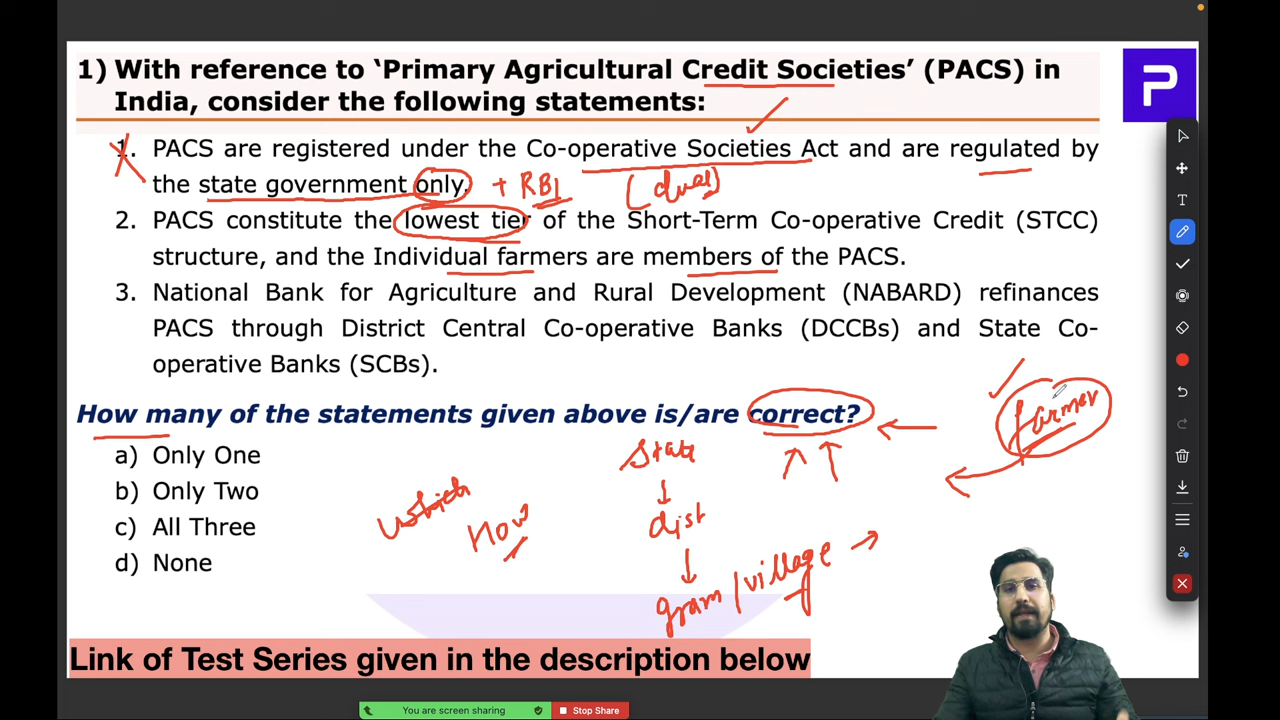 1) With reference to ‘Primary Agricultural Credit Societies’ (PACS) in
India, consider the following statements:
1. PACS are registered under the Co-operative Societies Act and are regulated by
the state government only. + RBI (dual)
2. PACS constitute the lowest tier of the Short-Term Co-operative Credit (STCC)
structure, and the Individual farmers are members of the PACS.
3. National Bank for Agriculture and Rural Development (NABARD) refinances
PACS through District Central Co-operative Banks (DCCBs) and State Co-
operative Banks (SCBs).
farmer
How many of the statements given above is/are correct?
a) Only One
b) Only Two
c) All Three
d) None
which
How
state
dist
gram/village
Link of Test Series given in the description below
P
T
You are screen sharing
Stop Share